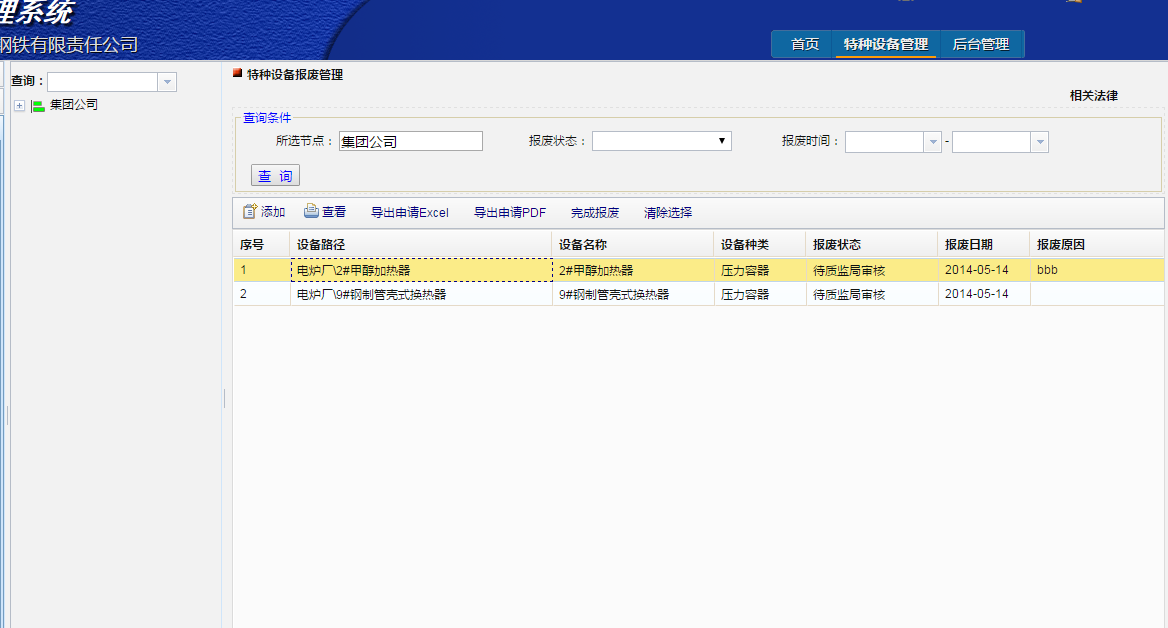 理系统
钢铁有限责任公司
首页 特种设备管理 后台管理
查询：
集团公司
特种设备报废管理
相关法律
查询条件
所选节点： 集团公司 报废状态： 报废时间： -
查 询
添加 查看 导出申请Excel 导出申请PDF 完成报废 清除选择
序号 设备路径 设备名称 设备种类 报废状态 报废日期 报废原因
1 电炉厂\2#甲醇加热器 2#甲醇加热器 压力容器 待质监局审核 2014-05-14 bbb
2 电炉厂\9#钢制管壳式换热器 9#钢制管壳式换热器 压力容器 待质监局审核 2014-05-14